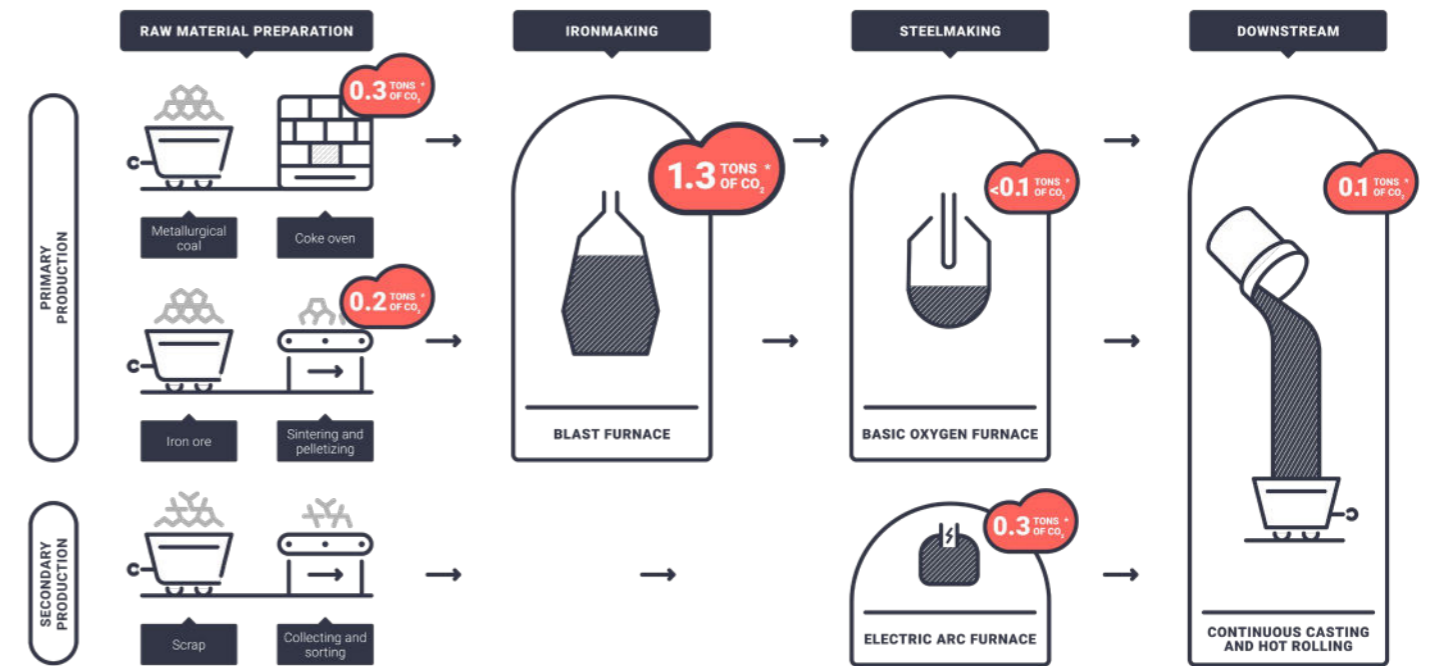 RAW MATERIAL PREPARATION
IRONMAKING
STEELMAKING
DOWNSTREAM
PRIMARY
PRODUCTION
0.3 TONS *
OF CO₂
Metallurgical
coal
Coke oven
0.2 TONS *
OF CO₂
Iron ore
Sintering and
pelletizing
1.3 TONS *
OF CO₂
BLAST FURNACE
<0.1 TONS *
OF CO₂
BASIC OXYGEN FURNACE
0.1 TONS *
OF CO₂
SECONDARY
PRODUCTION
Scrap
Collecting and
sorting
0.3 TONS *
OF CO₂
ELECTRIC ARC FURNACE
CONTINUOUS CASTING
AND HOT ROLLING